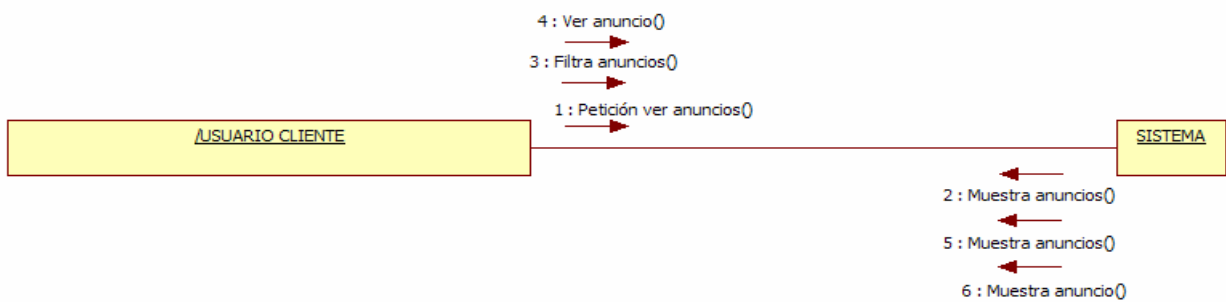 4 : Ver anuncio()
3 : Filtra anuncios()
1 : Petición ver anuncios()
/USUARIO CLIENTE
SISTEMA
2 : Muestra anuncios()
5 : Muestra anuncios()
6 : Muestra anuncio()